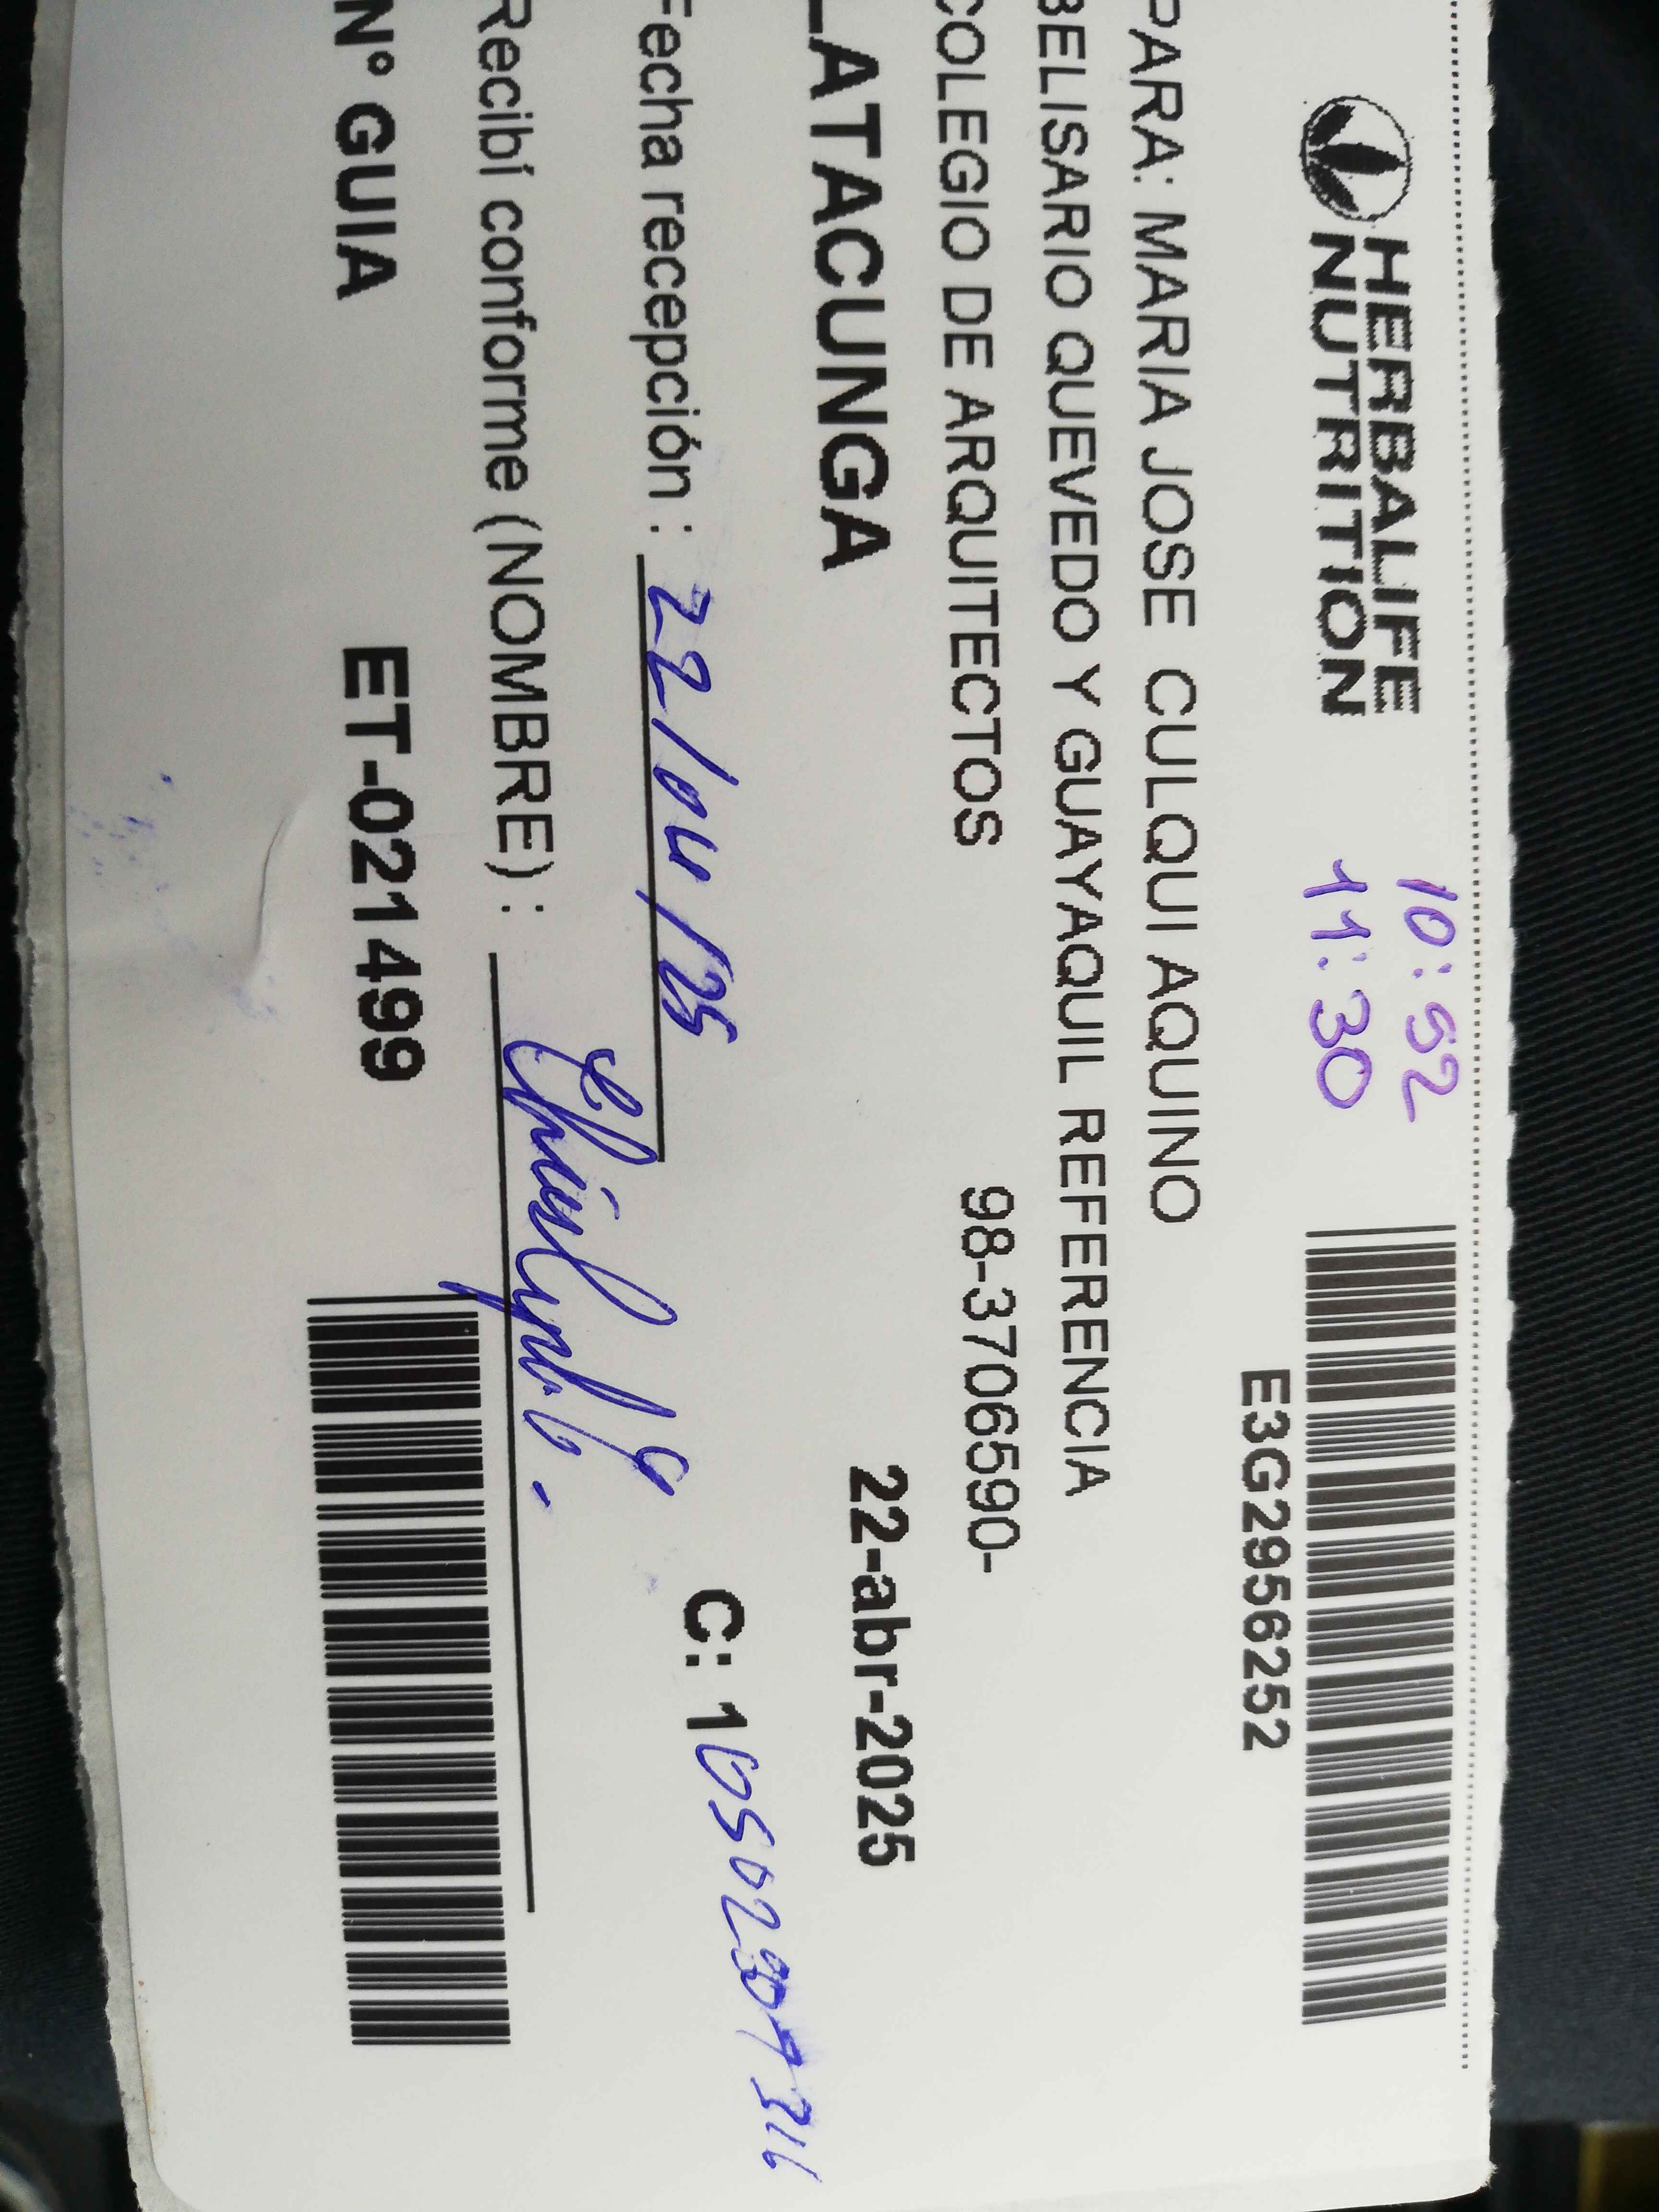 HERBALIFE
NUTRITION
10:52
11:30
E3G2956252
PARA: MARIA JOSE CULQUI AQUINO
BELISARIO QUEVEDO Y GUAYAQUIL REFERENCIA
COLEGIO DE ARQUITECTOS 98-3706590-
LATACUNGA 22-abr-2025
Fecha recepción : 22/04/25
C: 1
Recibí conforme (NOMBRE) :
N° GUIA ET-021499